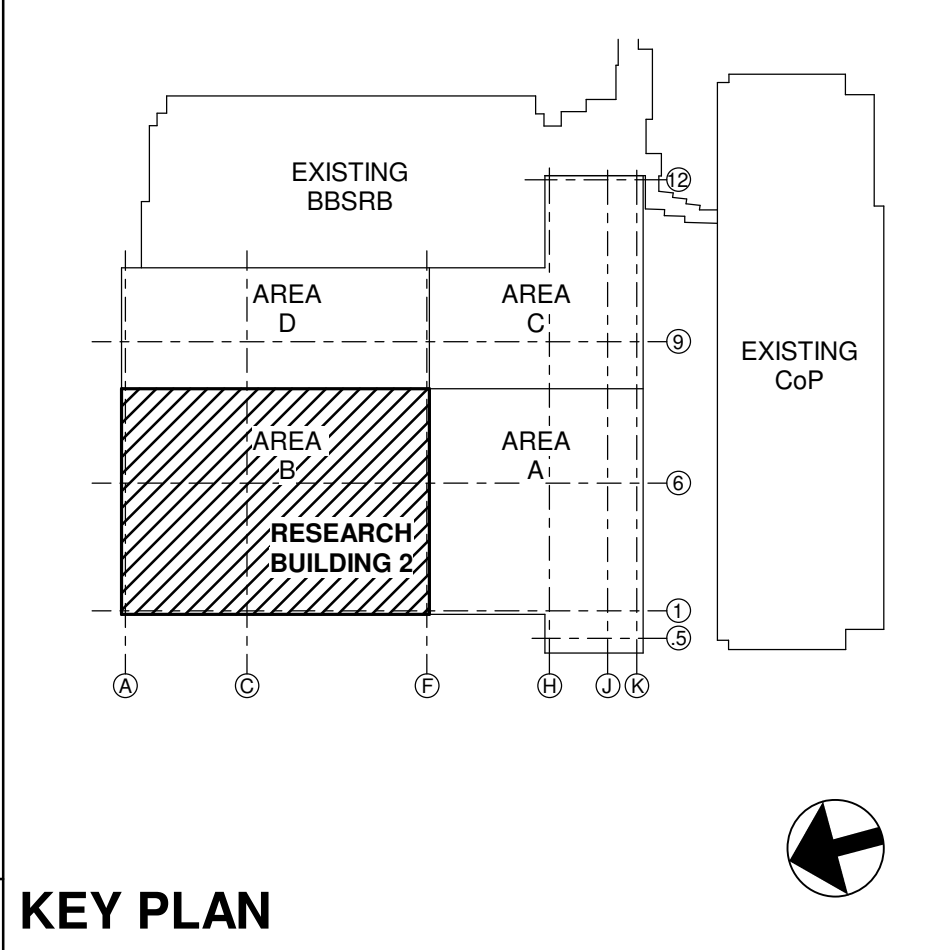 EXISTING
BBSRB
12
AREA
D
AREA
C
9
EXISTING
CoP
AREA
B
AREA
A
6
RESEARCH
BUILDING 2
1
.5
A
C
F
H
J
K
KEY PLAN